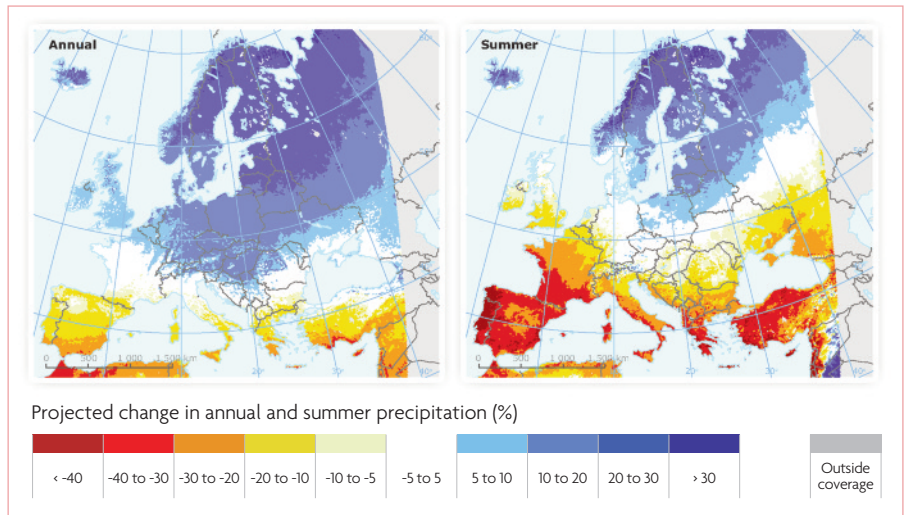 Annual
Summer
0 500 1 000 1 500 km
0 500 1 000 1 500 km
Projected change in annual and summer precipitation (%)
‹ -40 -40 to -30 -30 to -20 -20 to -10 -10 to -5 -5 to 5 5 to 10 10 to 20 20 to 30 › 30 Outside
coverage